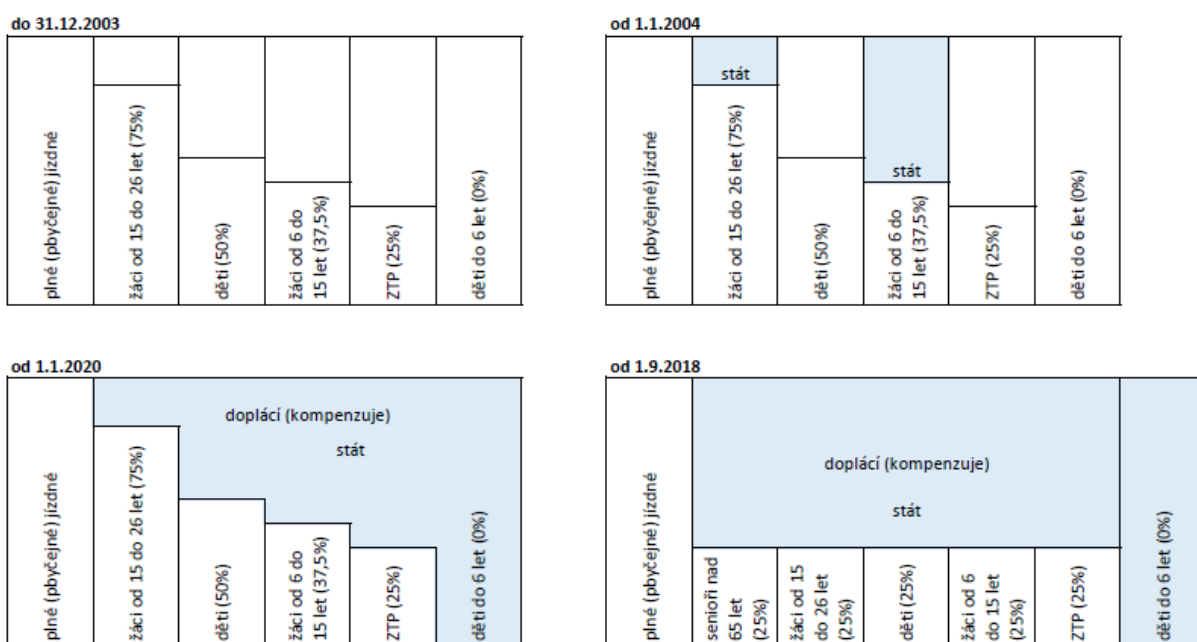 do 31.12.2003
plné (pbyčejné) jízdné
žáci od 15 do 26 let (75%)
děti (50%)
žáci od 6 do
15 let (37,5%)
ZTP (25%)
děti do 6 let (0%)
od 1.1.2004
plné (pbyčejné) jízdné
stát
žáci od 15 do 26 let (75%)
děti (50%)
stát
žáci od 6 do
15 let (37,5%)
ZTP (25%)
děti do 6 let (0%)
od 1.1.2020
doplácí (kompenzuje)
stát
plné (pbyčejné) jízdné
žáci od 15 do 26 let (75%)
děti (50%)
žáci od 6 do
15 let (37,5%)
ZTP (25%)
děti do 6 let (0%)
od 1.9.2018
doplácí (kompenzuje)
stát
plné (pbyčejné) jízdné
senioři nad
65 let
(25%)
žáci od 15
do 26 let
(25%)
děti (25%)
žáci od 6
do 15 let
(25%)
ZTP (25%)
děti do 6 let (0%)